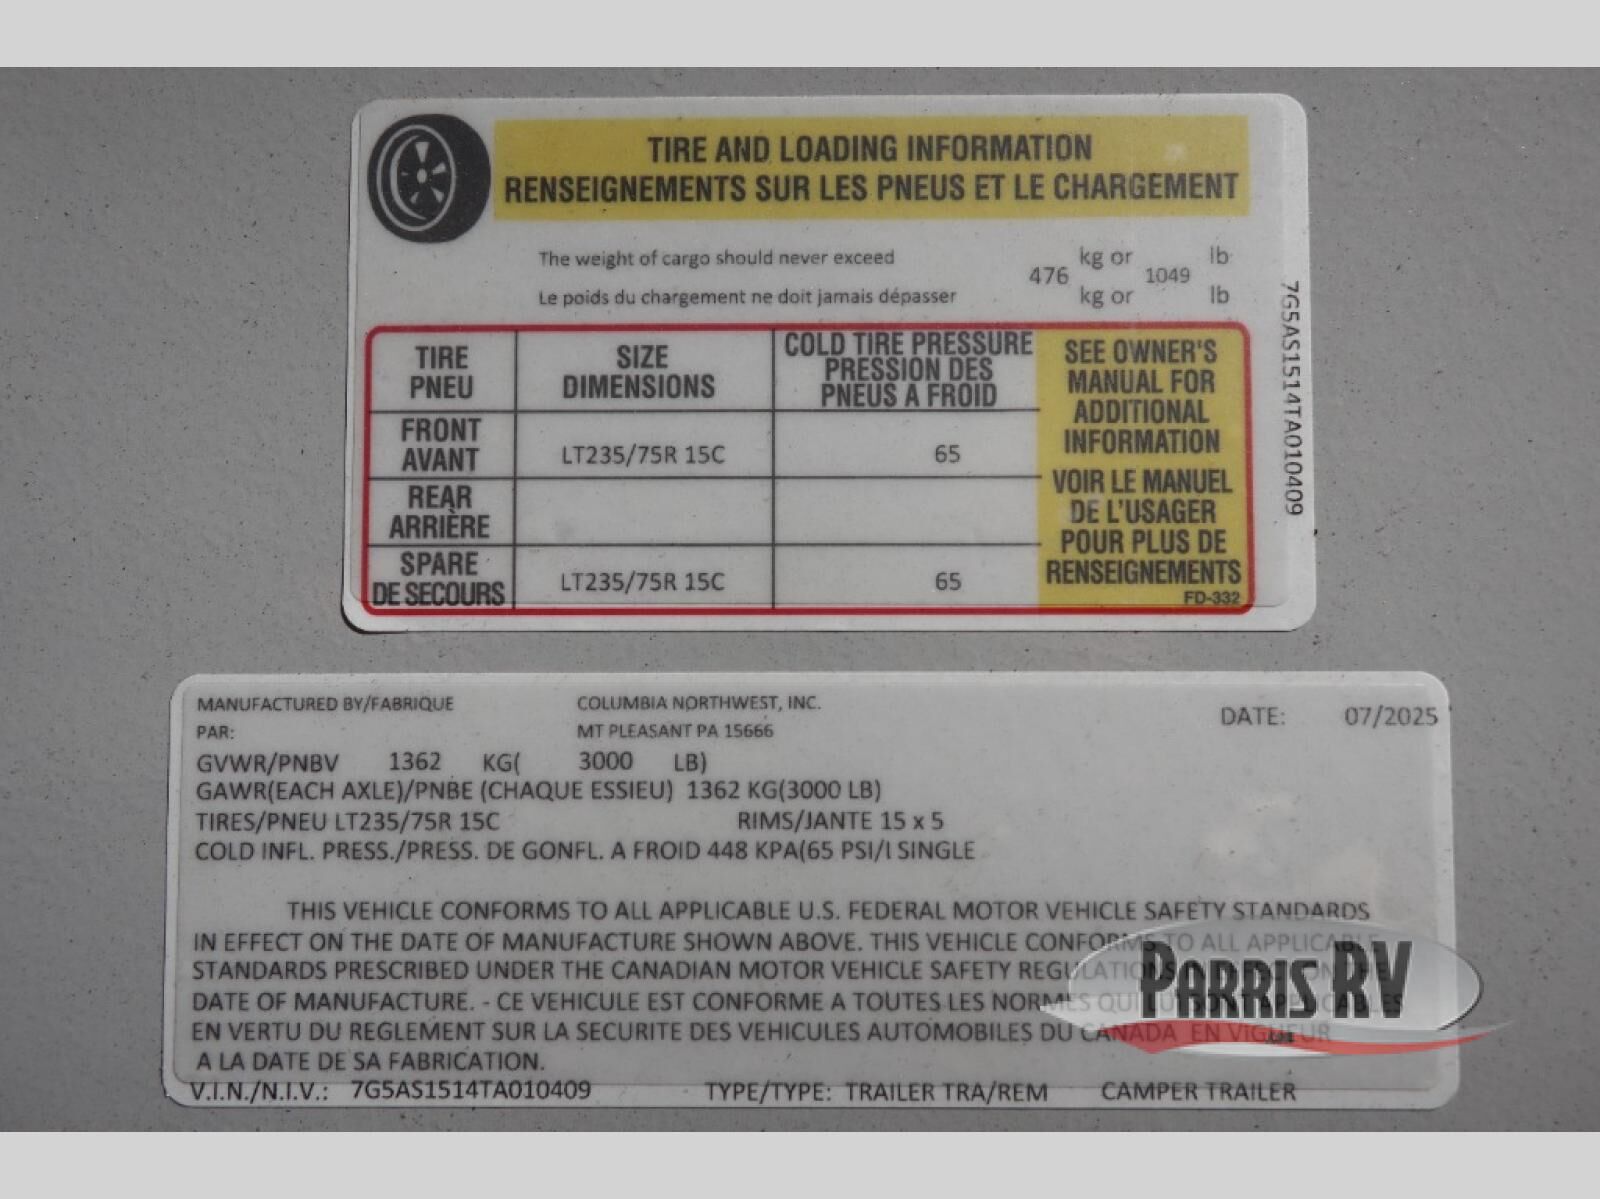 TIRE AND LOADING INFORMATION
RENSEIGNEMENTS SUR LES PNEUS ET LE CHARGEMENT
The weight of cargo should never exceed kg or lb
476 1049
Le poids du chargement ne doit jamais dépasser kg or lb
TIRE PNEU SIZE DIMENSIONS COLD TIRE PRESSURE PRESSION DES PNEUS A FROID
FRONT AVANT LT235/75R 15C 65
REAR ARRIÈRE
SPARE DE SECOURS LT235/75R 15C 65
SEE OWNER'S
MANUAL FOR
ADDITIONAL
INFORMATION
VOIR LE MANUEL
DE L'USAGER
POUR PLUS DE
RENSEIGNEMENTS
FD-332
7G5AS1514TA010409
MANUFACTURED BY/FABRIQUE COLUMBIA NORTHWEST, INC. DATE: 07/2025
PAR: MT PLEASANT PA 15666
GVWR/PNBV 1362 KG( 3000 LB)
GAWR(EACH AXLE)/PNBE (CHAQUE ESSIEU) 1362 KG(3000 LB)
TIRES/PNEU LT235/75R 15C RIMS/JANTE 15 x 5
COLD INFL. PRESS./PRESS. DE GONFL. A FROID 448 KPA(65 PSI/l SINGLE
THIS VEHICLE CONFORMS TO ALL APPLICABLE U.S. FEDERAL MOTOR VEHICLE SAFETY STANDARDS
IN EFFECT ON THE DATE OF MANUFACTURE SHOWN ABOVE. THIS VEHICLE CONFORMS TO ALL APPLICABLE
STANDARDS PRESCRIBED UNDER THE CANADIAN MOTOR VEHICLE SAFETY REGULATIONS
DATE OF MANUFACTURE. - CE VEHICULE EST CONFORME A TOUTES LES NORMES QUI LUI SONT APPLICABLES
EN VERTU DU REGLEMENT SUR LA SECURITE DES VEHICULES AUTOMOBILES DU CANADA EN VIGUEUR
A LA DATE DE SA FABRICATION.
V.I.N./N.I.V.: 7G5AS1514TA010409 TYPE/TYPE: TRAILER TRA/REM CAMPER TRAILER
PARRIS RV